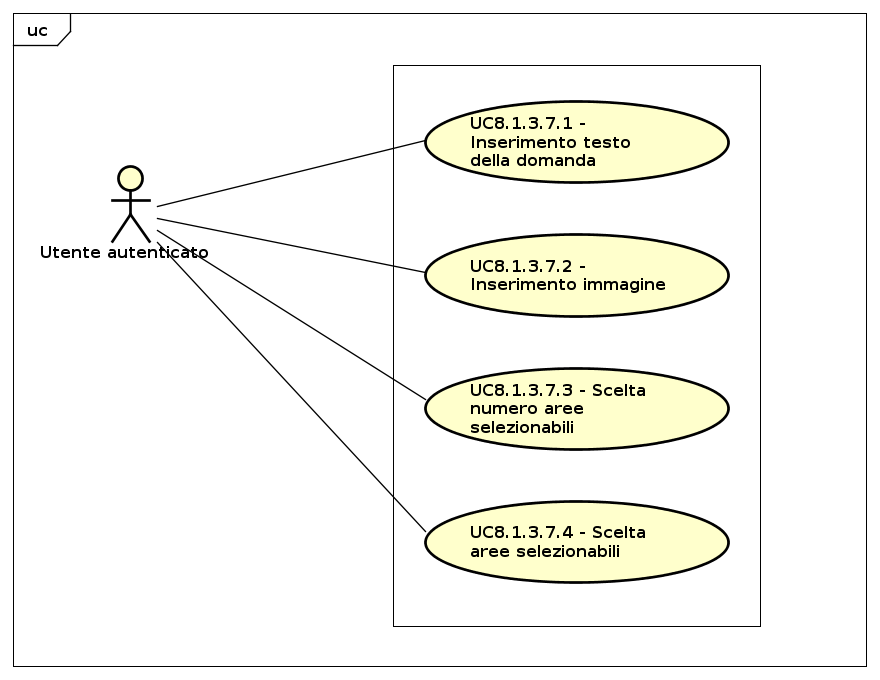 uc
UC8.1.3.7.1 -
Inserimento testo
della domanda
Utente autenticato
UC8.1.3.7.2 -
Inserimento immagine
UC8.1.3.7.3 - Scelta
numero aree
selezionabili
UC8.1.3.7.4 - Scelta
aree selezionabili